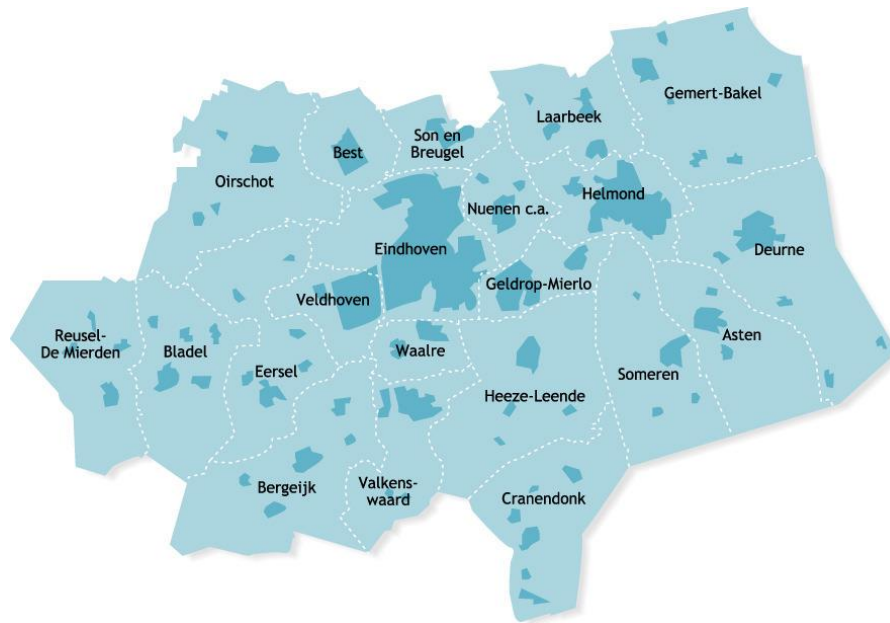 Gemert-Bakel
Laarbeek
Son en
Breugel
Best
Oirschot
Helmond
Nuenen c.a.
Eindhoven
Deurne
Geldrop-Mierlo
Veldhoven
Reusel-
De Mierden
Bladel
Asten
Waalre
Eersel
Someren
Heeze-Leende
Valkens-
waard
Bergeijk
Cranendonk